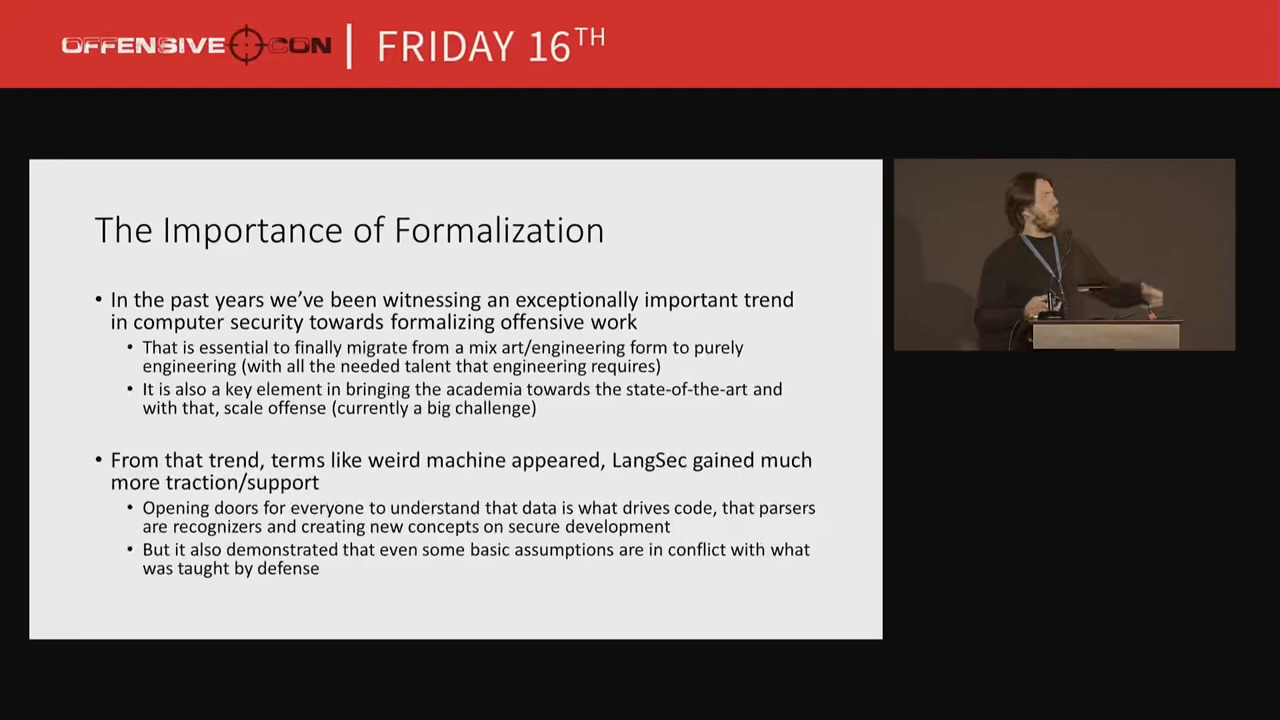 OFFENSIVE CON | FRIDAY 16TH
The Importance of Formalization
• In the past years we’ve been witnessing an exceptionally important trend
in computer security towards formalizing offensive work
• That is essential to finally migrate from a mix art/engineering form to purely
engineering (with all the needed talent that engineering requires)
• It is also a key element in bringing the academia towards the state-of-the-art and
with that, scale offense (currently a big challenge)
• From that trend, terms like weird machine appeared, LangSec gained much
more traction/support
• Opening doors for everyone to understand that data is what drives code, that parsers
are recognizers and creating new concepts on secure development
• But it also demonstrated that even some basic assumptions are in conflict with what
was taught by defense